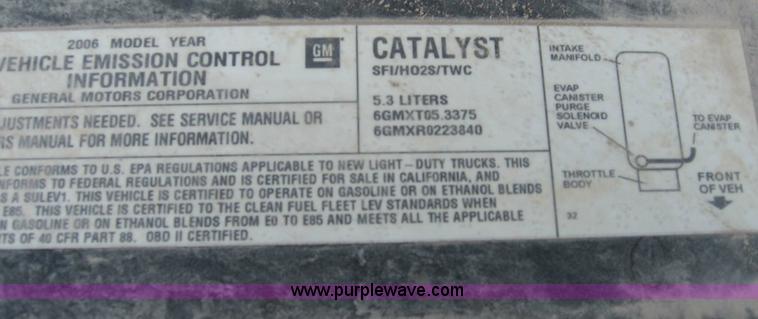 2006 MODEL YEAR
VEHICLE EMISSION CONTROL
INFORMATION
GENERAL MOTORS CORPORATION
GM
NEEDED. SEE SERVICE MANUAL OR
MANUAL FOR MORE INFORMATION.
CATALYST
SFI/HO2S/TWC
5.3 LITERS
6GMXT05.3375
6GMXR0223840
CONFORMS TO U.S. EPA REGULATIONS APPLICABLE TO NEW LIGHT-DUTY TRUCKS. THIS
TO FEDERAL REGULATIONS AND IS CERTIFIED FOR SALE IN CALIFORNIA, AND
A SULEV1. THIS VEHICLE IS CERTIFIED TO OPERATE ON GASOLINE OR ON ETHANOL BLENDS
E85. THIS VEHICLE IS CERTIFIED TO THE CLEAN FUEL FLEET LEV STANDARDS WHEN
GASOLINE OR ON ETHANOL BLENDS FROM E0 TO E85 AND MEETS ALL THE APPLICABLE
OF 40 CFR PART 88. OBD II CERTIFIED.
INTAKE
MANIFOLD
EVAP
CANISTER
PURGE
SOLENOID
VALVE
TO EVAP
CANISTER
THROTTLE
BODY
FRONT
OF VEH
32
www.purplewave.com